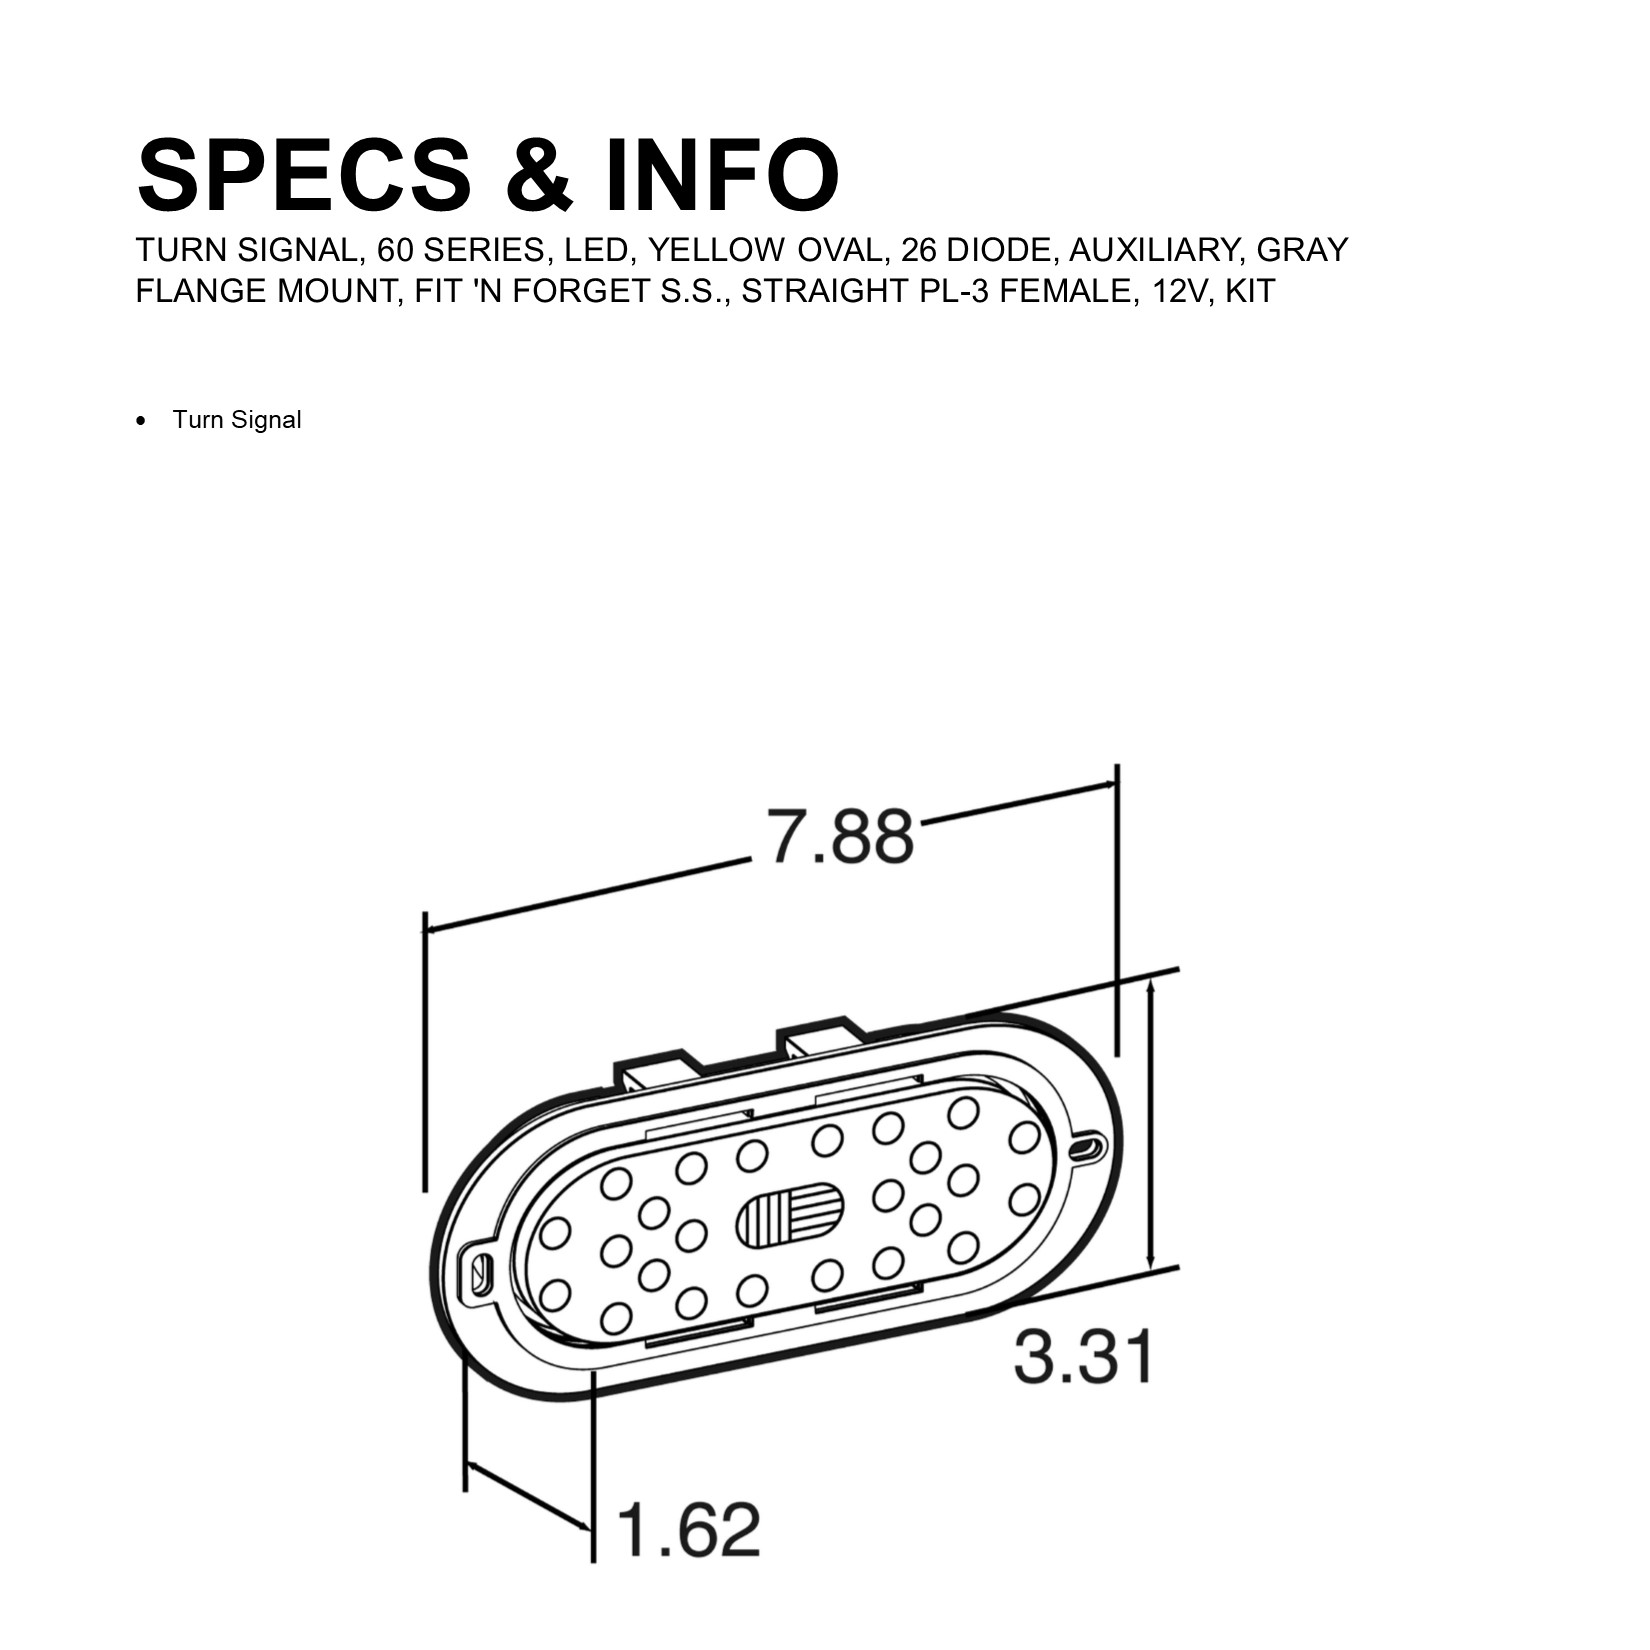 SPECS & INFO
TURN SIGNAL, 60 SERIES, LED, YELLOW OVAL, 26 DIODE, AUXILIARY, GRAY
FLANGE MOUNT, FIT 'N FORGET S.S., STRAIGHT PL-3 FEMALE, 12V, KIT
• Turn Signal
7.88
3.31
1.62